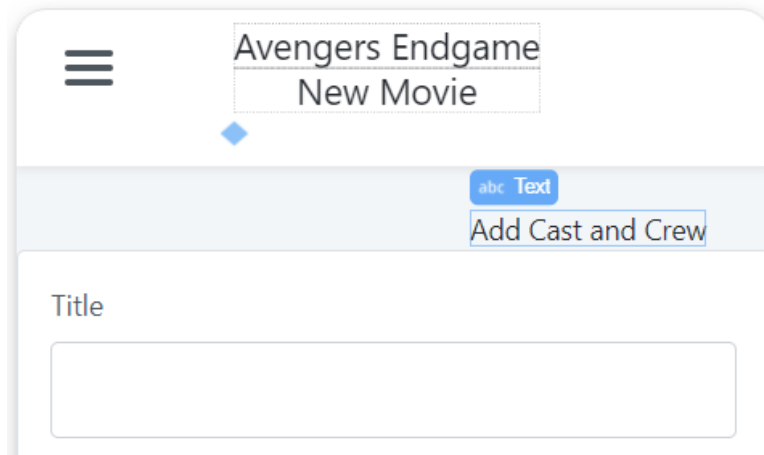 Avengers Endgame
New Movie
abc Text
Add Cast and Crew
Title